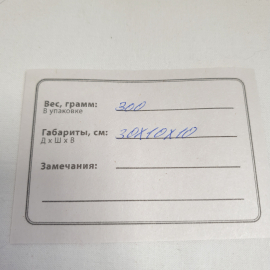 Вес, грамм: 300
В упаковке
Габариты, см: 30х10х10
Д х Ш х В
Замечания: